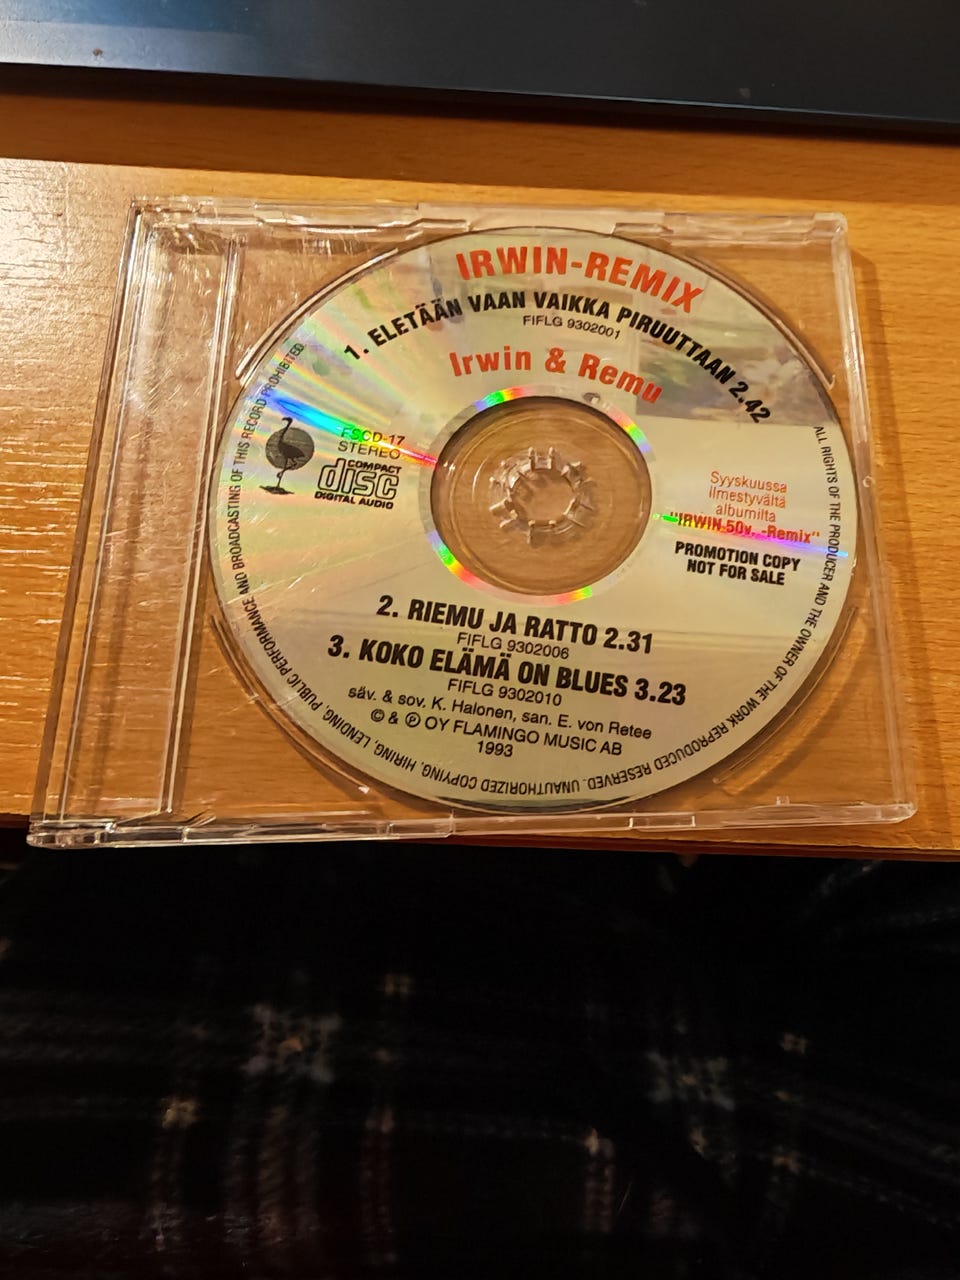 IRWIN-REMIX
1. ELETÄÄN VAAN VAIKKA PIRUUTTAAN 2.42
FIFLG 9302001
Irwin & Remu
FSCD-17
STEREO
COMPACT
disc
DIGITAL AUDIO
Syyskuussa
ilmestyvältä
albumilta
"IRWIN 50v. -Remix"
PROMOTION COPY
NOT FOR SALE
2. RIEMU JA RATTO 2.31
FIFLG 9302006
3. KOKO ELÄMÄ ON BLUES 3.23
FIFLG 9302010
säv. & sov. K. Halonen, san. E. von Retee
© & ℗ OY FLAMINGO MUSIC AB
1993
ALL RIGHTS OF THE PRODUCER AND THE OWNER OF THE WORK REPRODUCED RESERVED. UNAUTHORIZED COPYING, HIRING, LENDING, PUBLIC PERFORMANCE AND BROADCASTING OF THIS RECORD PROHIBITED.